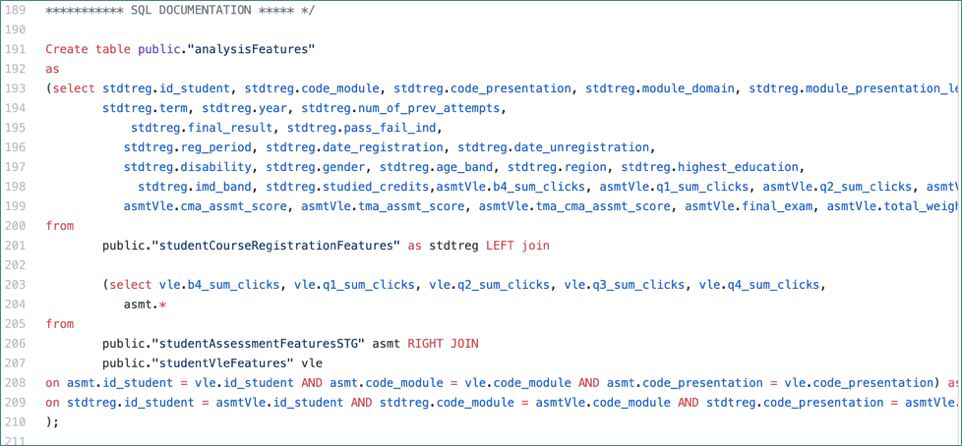 189 *********** SQL DOCUMENTATION ***** */
190
191 Create table public."analysisFeatures"
192 as
193 (select stdtreg.id_student, stdtreg.code_module, stdtreg.code_presentation, stdtreg.module_domain, stdtreg.module_presentation_le
194 stdtreg.term, stdtreg.year, stdtreg.num_of_prev_attempts,
195 stdtreg.final_result, stdtreg.pass_fail_ind,
196 stdtreg.reg_period, stdtreg.date_registration, stdtreg.date_unregistration,
197 stdtreg.disability, stdtreg.gender, stdtreg.age_band, stdtreg.region, stdtreg.highest_education,
198 stdtreg.imd_band, stdtreg.studied_credits,asmtVle.b4_sum_clicks, asmtVle.q1_sum_clicks, asmtVle.q2_sum_clicks, asmtV
199 asmtVle.cma_assmt_score, asmtVle.tma_assmt_score, asmtVle.tma_cma_assmt_score, asmtVle.final_exam, asmtVle.total_weigh
200 from
201 public."studentCourseRegistrationFeatures" as stdtreg LEFT join
202
203 (select vle.b4_sum_clicks, vle.q1_sum_clicks, vle.q2_sum_clicks, vle.q3_sum_clicks, vle.q4_sum_clicks,
204 asmt.*
205 from
206 public."studentAssessmentFeaturesSTG" asmt RIGHT JOIN
207 public."studentVleFeatures" vle
208 on asmt.id_student = vle.id_student AND asmt.code_module = vle.code_module AND asmt.code_presentation = vle.code_presentation) as
209 on stdtreg.id_student = asmtVle.id_student AND stdtreg.code_module = asmtVle.code_module AND stdtreg.code_presentation = asmtVle.
210 );
211